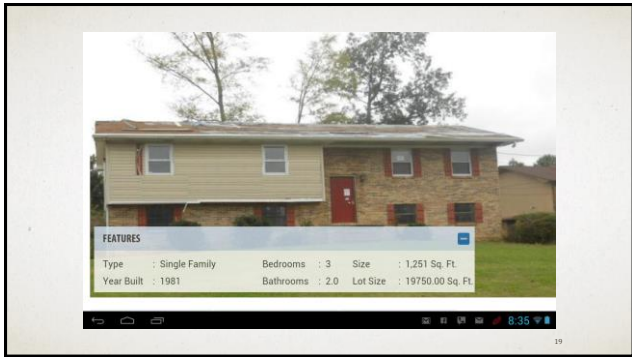 FEATURES
Type : Single Family Bedrooms : 3 Size : 1,251 Sq. Ft.
Year Built : 1981 Bathrooms : 2.0 Lot Size : 19750.00 Sq. Ft.
8:35
19